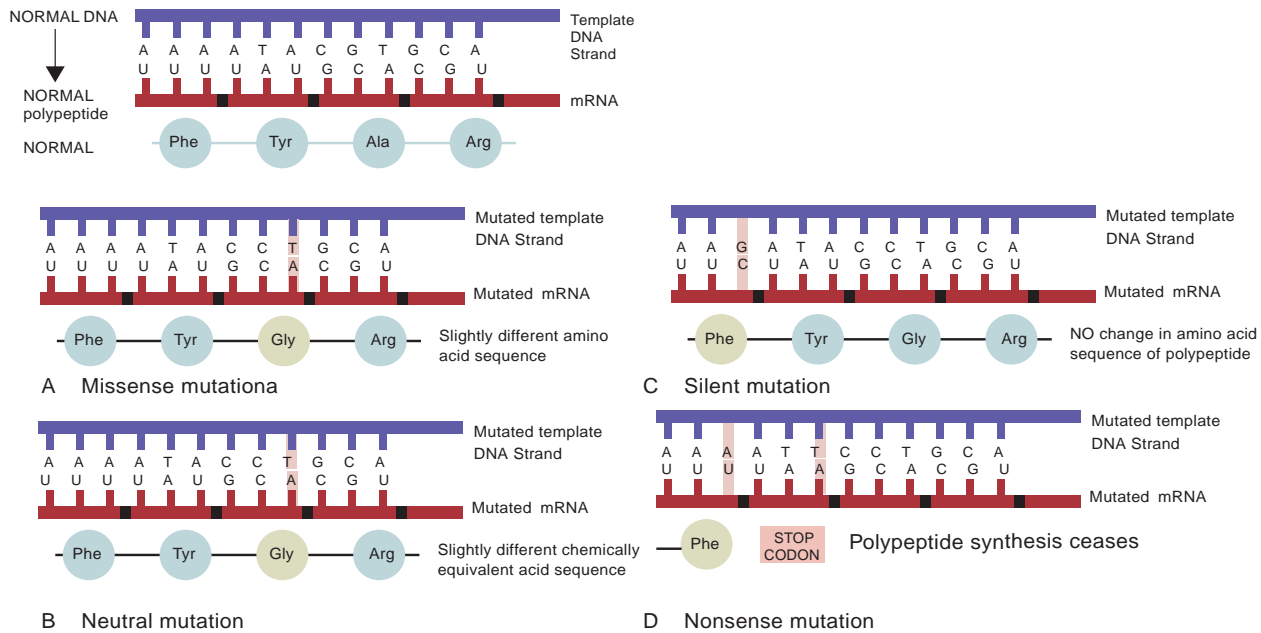 NORMAL DNA
Template
DNA
Strand
A A A A T A C G T G C A
U U U U A U G C A C G U
NORMAL
polypeptide
mRNA
NORMAL
Phe Tyr Ala Arg
Mutated template
DNA Strand
A A A A T A C C T G C A
U U U U A U G C A C G U
Mutated mRNA
Phe Tyr Gly Arg
Slightly different amino
acid sequence
A Missense mutationa
Mutated template
DNA Strand
A A G A T A C C T G C A
U U C U A U G C A C G U
Mutated mRNA
Phe Tyr Gly Arg
NO change in amino acid
sequence of polypeptide
C Silent mutation
Mutated template
DNA Strand
A A A A T A C C T G C A
U U U U A U G C A C G U
Mutated mRNA
Phe Tyr Gly Arg
Slightly different chemically
equivalent acid sequence
B Neutral mutation
Mutated template
DNA Strand
A A A A T T C C T G C A
U U U U A A G C A C G U
Mutated mRNA
Phe
STOP
CODON
Polypeptide synthesis ceases
D Nonsense mutation